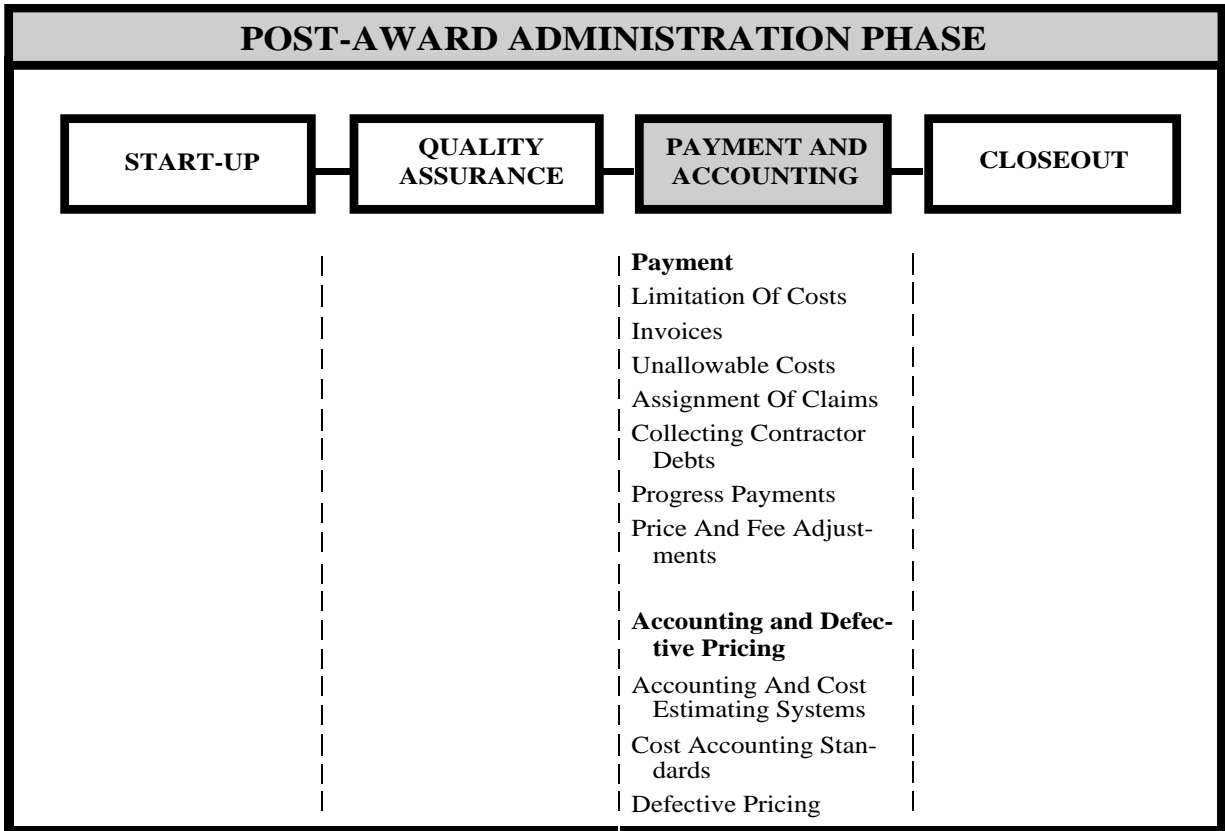 POST-AWARD ADMINISTRATION PHASE
START-UP
QUALITY
ASSURANCE
PAYMENT AND
ACCOUNTING
CLOSEOUT
Payment
Limitation Of Costs
Invoices
Unallowable Costs
Assignment Of Claims
Collecting Contractor
Debts
Progress Payments
Price And Fee Adjust-
ments
Accounting and Defec-
tive Pricing
Accounting And Cost
Estimating Systems
Cost Accounting Stan-
dards
Defective Pricing